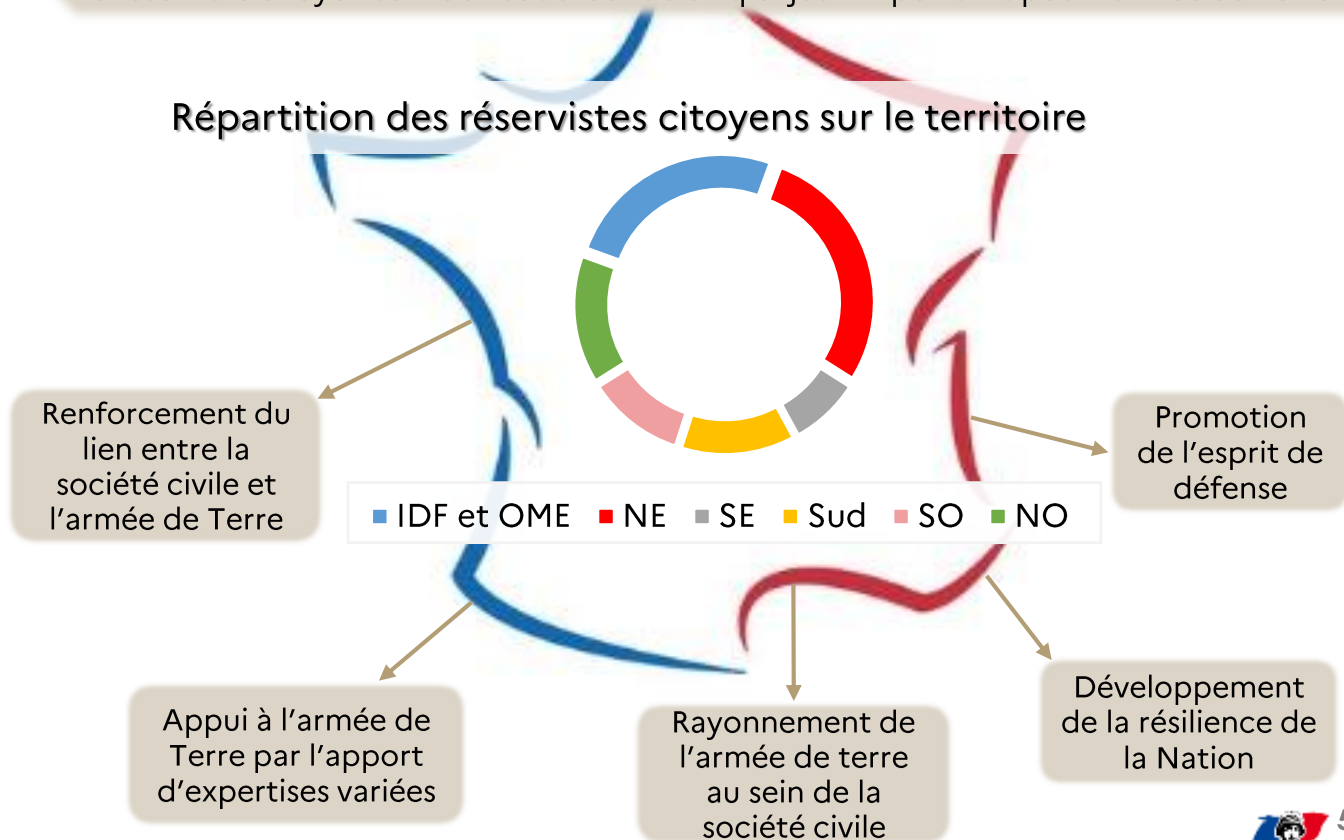 Répartition des réservistes citoyens sur le territoire
Renforcement du
lien entre la
société civile et
l’armée de Terre
Promotion
de l’esprit de
défense
IDF et OME NE SE Sud SO NO
Appui à l’armée de
Terre par l’apport
d’expertises variées
Rayonnement de
l’armée de terre
au sein de la
société civile
Développement
de la résilience de
la Nation